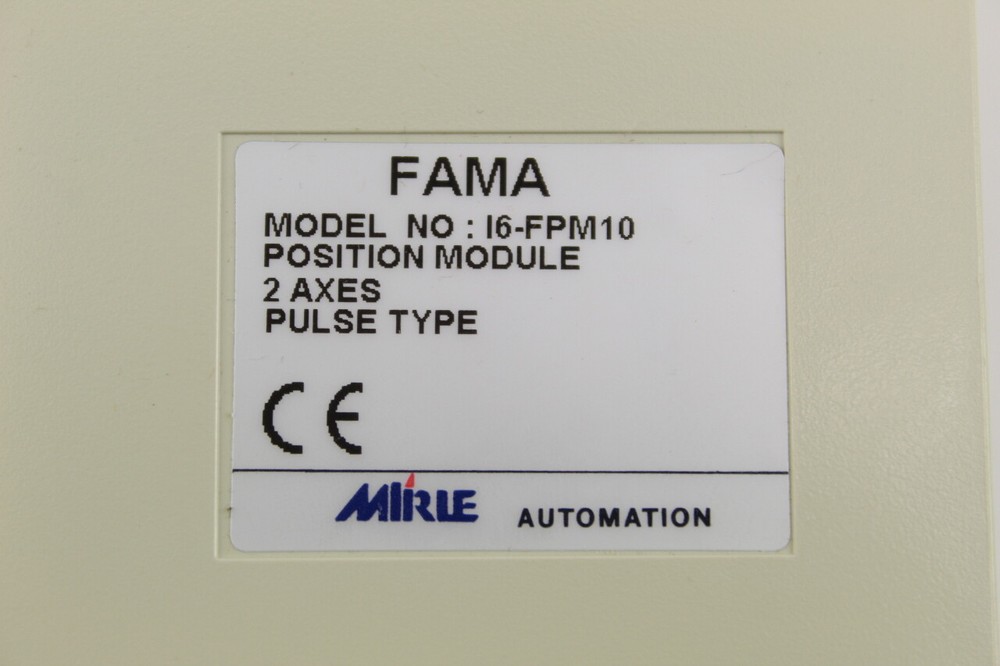 FAMA
MODEL NO : I6-FPM10
POSITION MODULE
2 AXES
PULSE TYPE
CE
MIRLE AUTOMATION